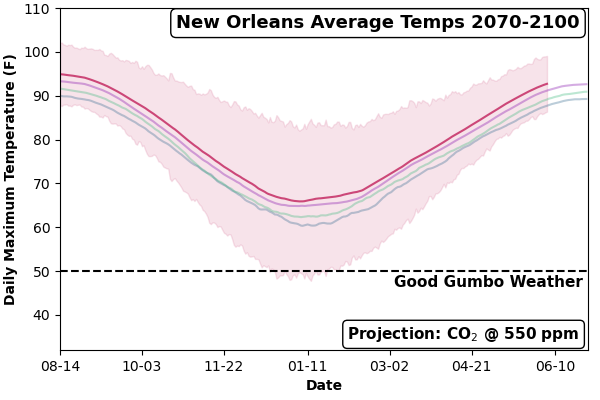 New Orleans Average Temps 2070-2100
Daily Maximum Temperature (F)
110
100
90
80
70
60
50
40
Good Gumbo Weather
Projection: CO₂ @ 550 ppm
08-14 10-03 11-22 01-11 03-02 04-21 06-10
Date